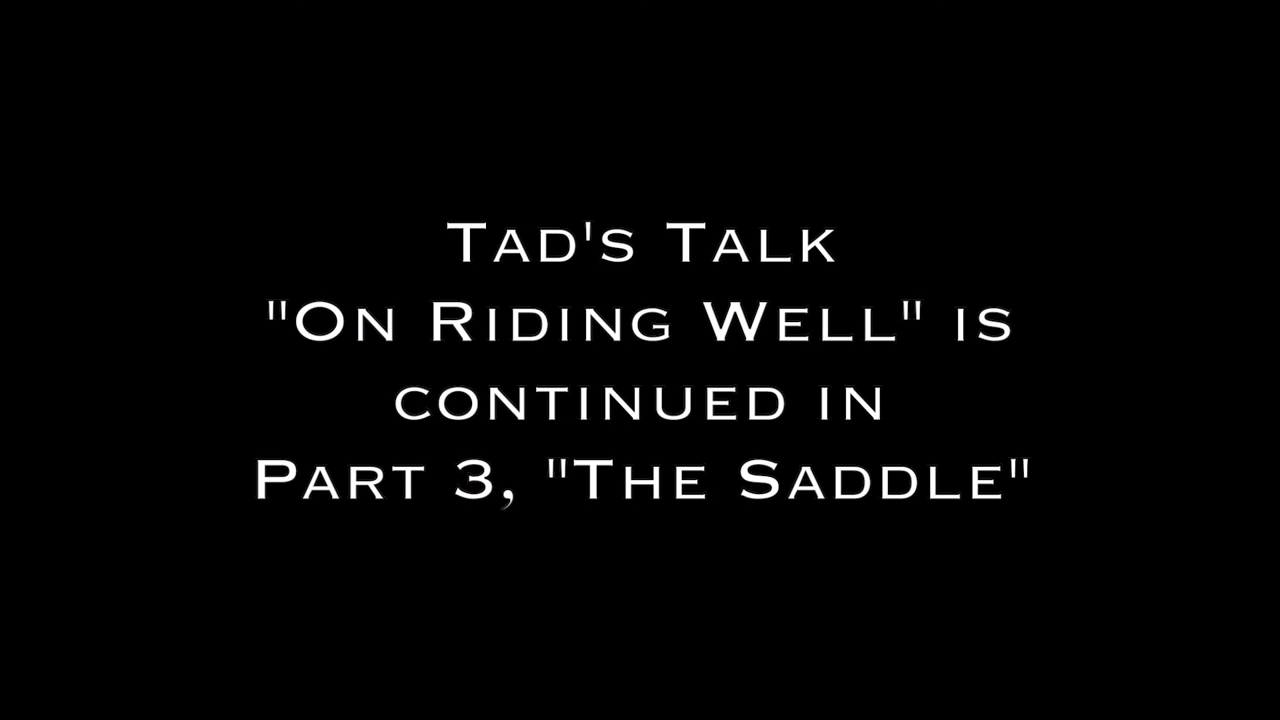 Tad's Talk
"On Riding Well" is
continued in
Part 3, "The Saddle"